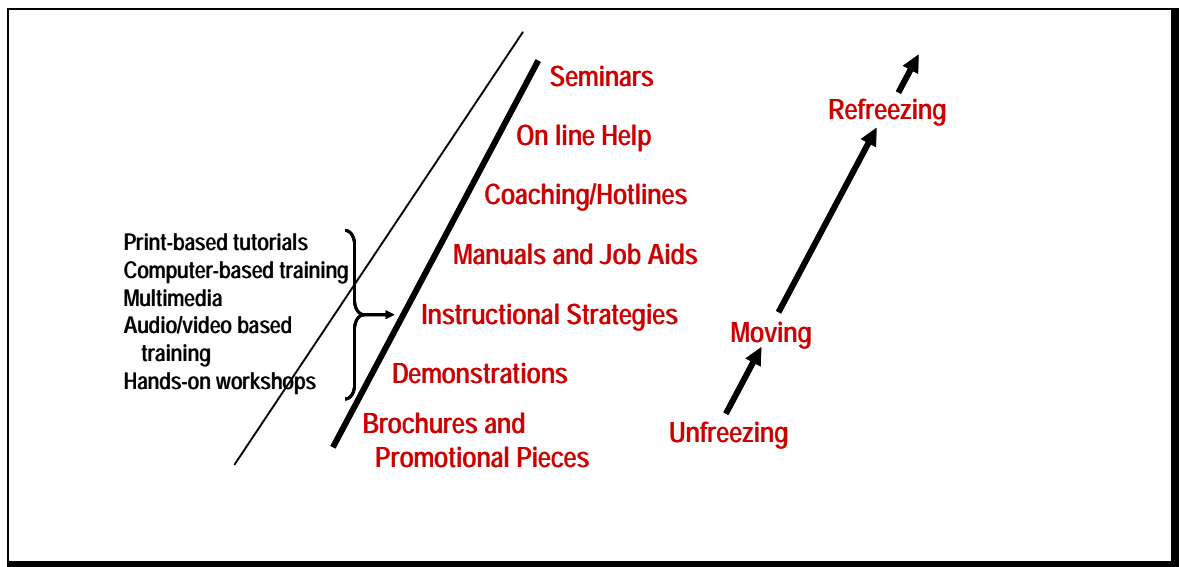 Seminars
On line Help
Coaching/Hotlines
Manuals and Job Aids
Instructional Strategies
Demonstrations
Brochures and
Promotional Pieces
Print-based tutorials
Computer-based training
Multimedia
Audio/video based
training
Hands-on workshops
Refreezing
Moving
Unfreezing